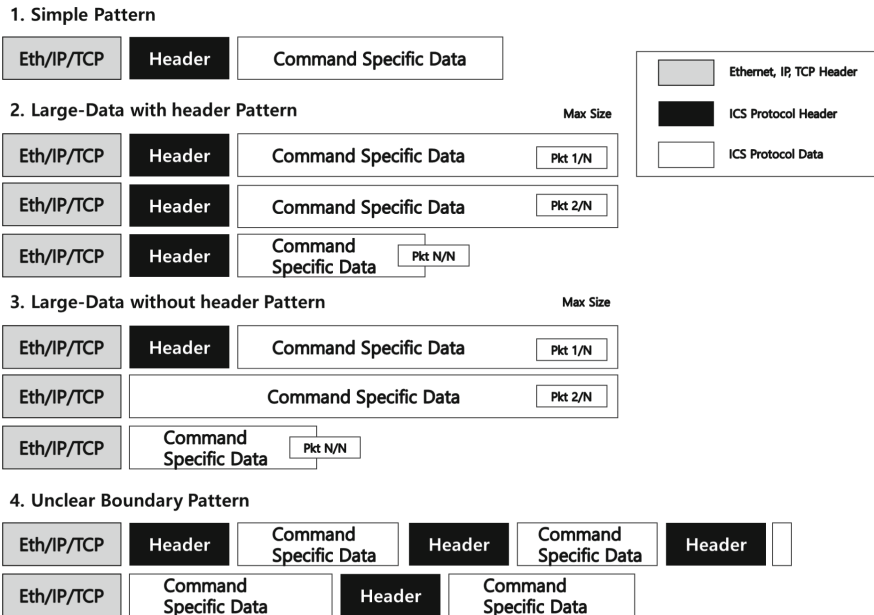 1. Simple Pattern
Eth/IP/TCP Header Command Specific Data
Ethernet, IP, TCP Header
ICS Protocol Header
ICS Protocol Data
2. Large-Data with header Pattern Max Size
Eth/IP/TCP Header Command Specific Data Pkt 1/N
Eth/IP/TCP Header Command Specific Data Pkt 2/N
Eth/IP/TCP Header Command
Specific Data Pkt N/N
3. Large-Data without header Pattern Max Size
Eth/IP/TCP Header Command Specific Data Pkt 1/N
Eth/IP/TCP Command Specific Data Pkt 2/N
Eth/IP/TCP Command
Specific Data Pkt N/N
4. Unclear Boundary Pattern
Eth/IP/TCP Header Command
Specific Data Header Command
Specific Data Header
Eth/IP/TCP Command
Specific Data Header Command
Specific Data